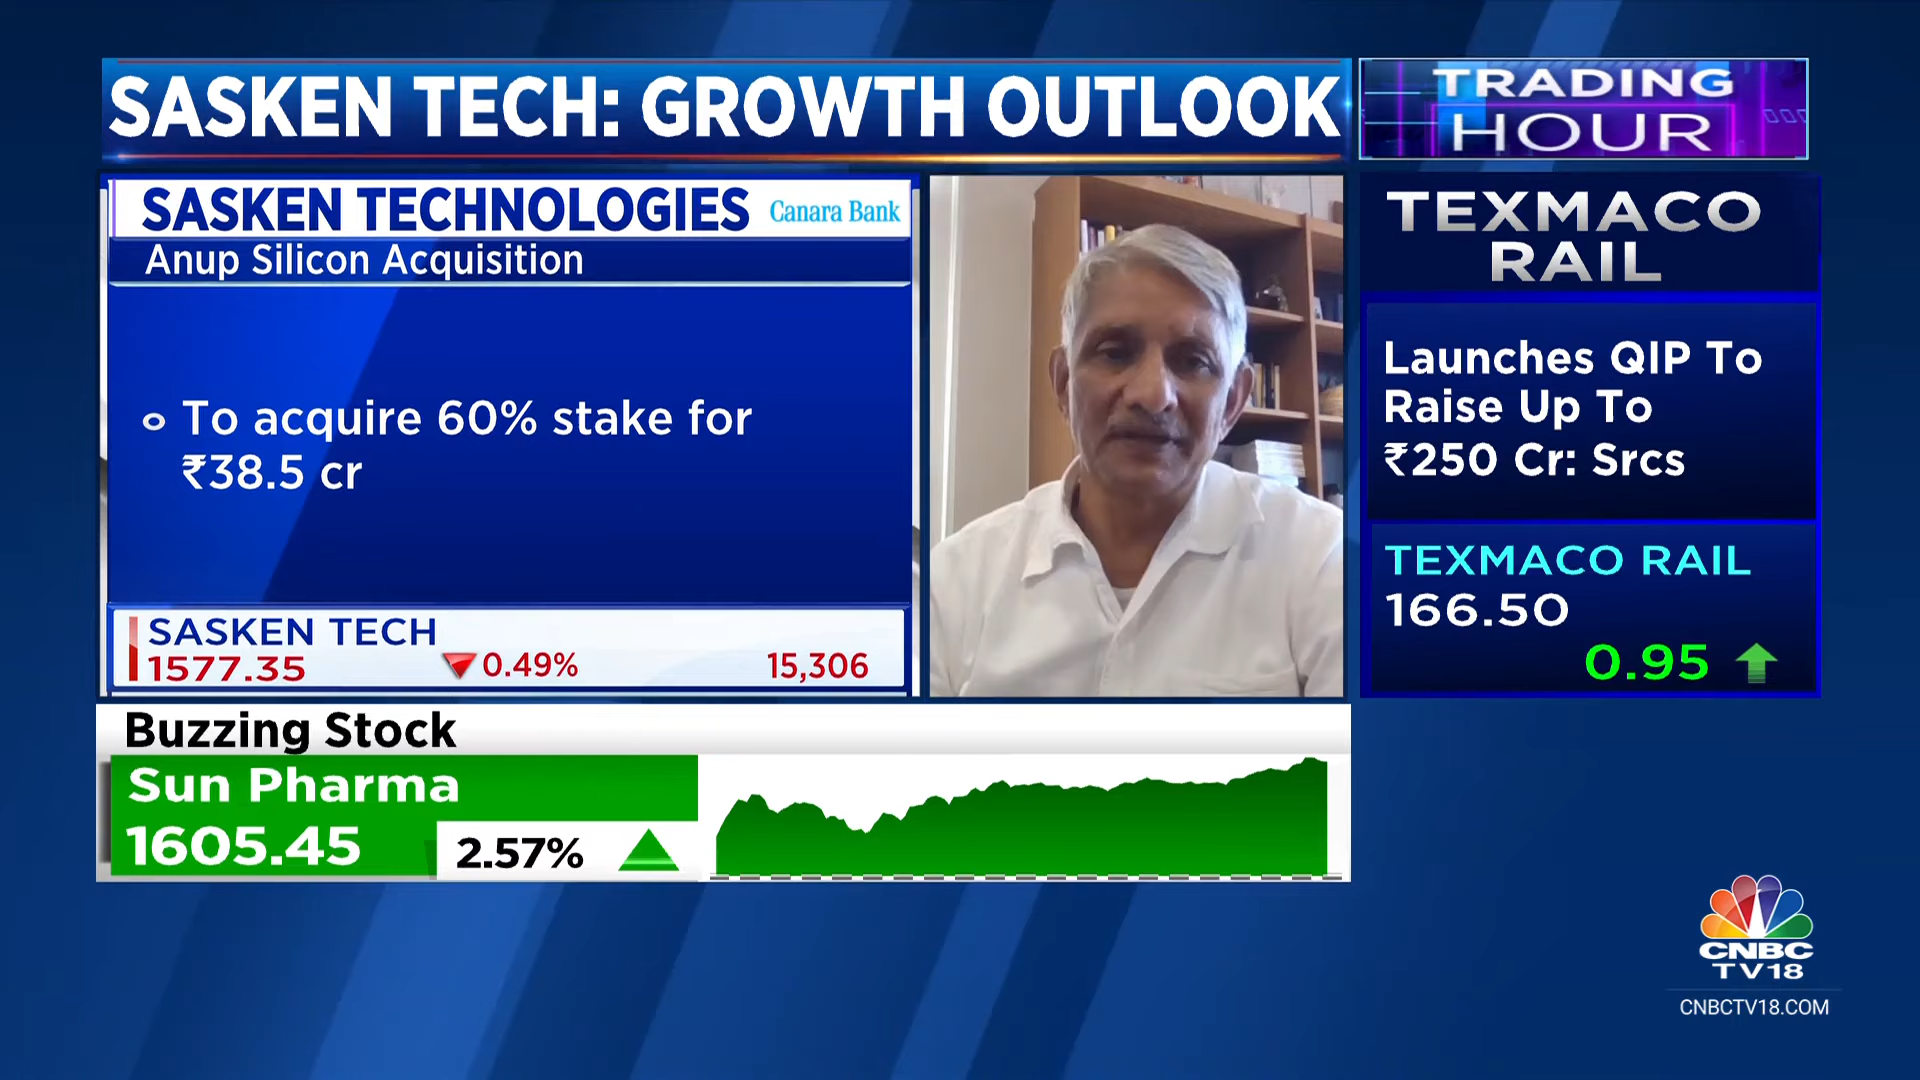 SASKEN TECH: GROWTH OUTLOOK
TRADING
HOUR
SASKEN TECHNOLOGIES
Canara Bank
Anup Silicon Acquisition
To acquire 60% stake for
₹38.5 cr
SASKEN TECH
1577.35 0.49% 15,306
TEXMACO
RAIL
Launches QIP To
Raise Up To
₹250 Cr: Srcs
TEXMACO RAIL
166.50
0.95
Buzzing Stock
Sun Pharma
1605.45
2.57%
CNBC
TV18
CNBCTV18.COM